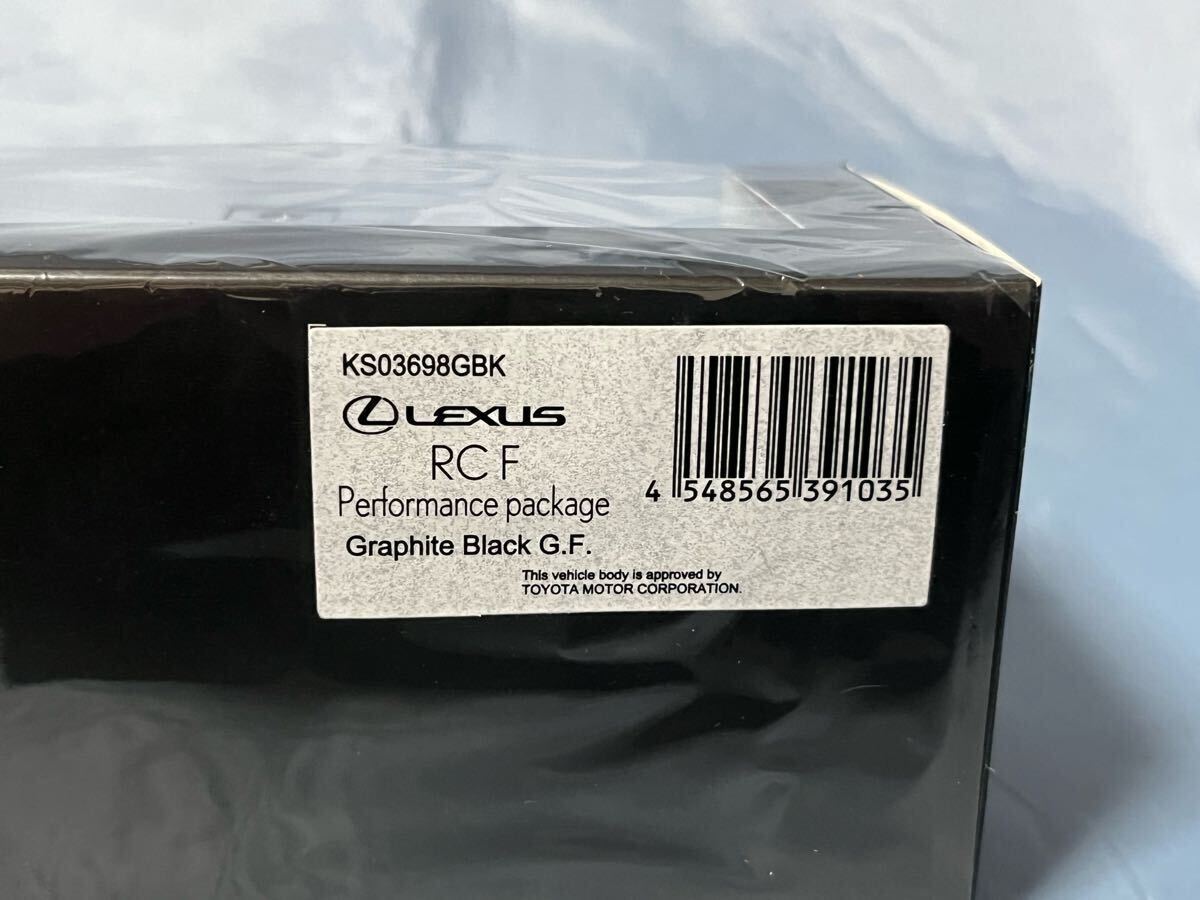 KS03698GBK
LEXUS
RC F
Performance package
Graphite Black G.F.
4 548565 391035
This vehicle body is approved by
TOYOTA MOTOR CORPORATION.